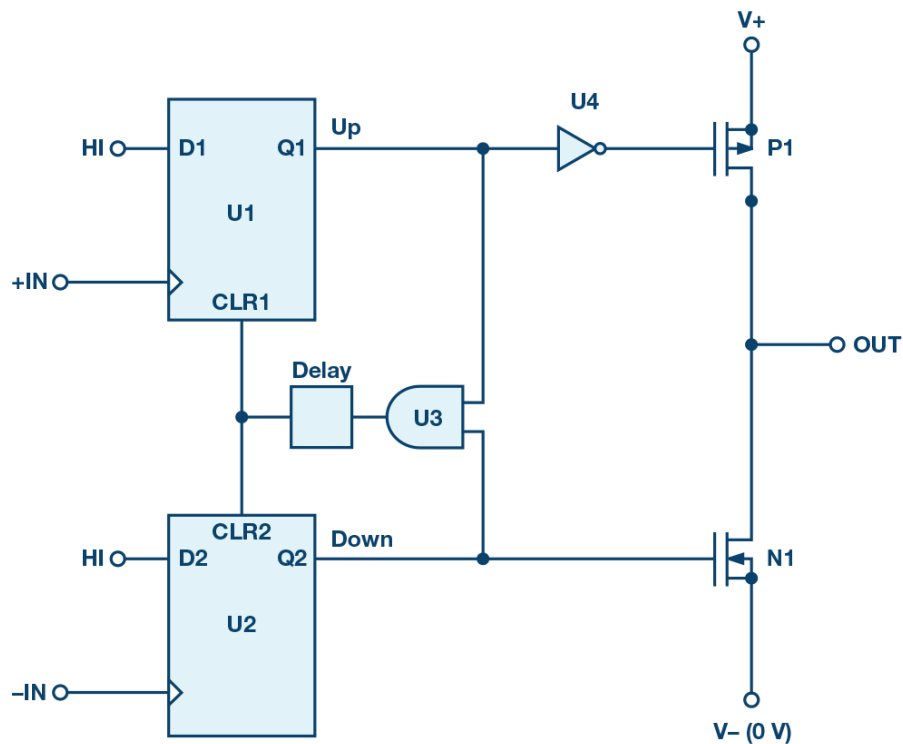 V+
U4
Up
HI
D1
Q1
P1
U1
+IN
CLR1
OUT
Delay
U3
CLR2
Down
HI
D2
Q2
N1
U2
–IN
V– (0 V)